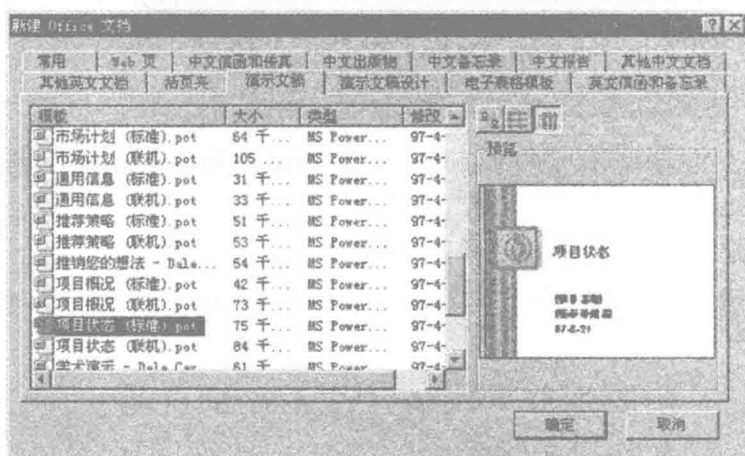 新建 Office 文档
常用 Web 页 中文信函和传真 中文出版物 中文备忘录 中文报告 其他中文文档
其他英文文档 活页夹 演示文稿 演示文稿设计 电子表格模板 英文信函和备忘录
模板 大小 类型 修改
市场计划 (标准).pot 64 千... MS Power... 97-4-
市场计划 (联机).pot 105 ... MS Power... 97-4-
通用信息 (标准).pot 31 千... MS Power... 97-4-
通用信息 (联机).pot 33 千... MS Power... 97-4-
推荐策略 (标准).pot 51 千... MS Power... 97-4-
推荐策略 (联机).pot 53 千... MS Power... 97-4-
推销您的想法 - Dale... 54 千... MS Power... 97-4-
项目概况 (标准).pot 42 千... MS Power... 97-4-
项目概况 (联机).pot 73 千... MS Power... 97-4-
项目状态 (标准).pot 75 千... MS Power... 97-4-
项目状态 (联机).pot 84 千... MS Power... 97-4-
学术演示 - Dale Car 61 千... MS Power... 97-4-
预览
项目状态
确定 取消